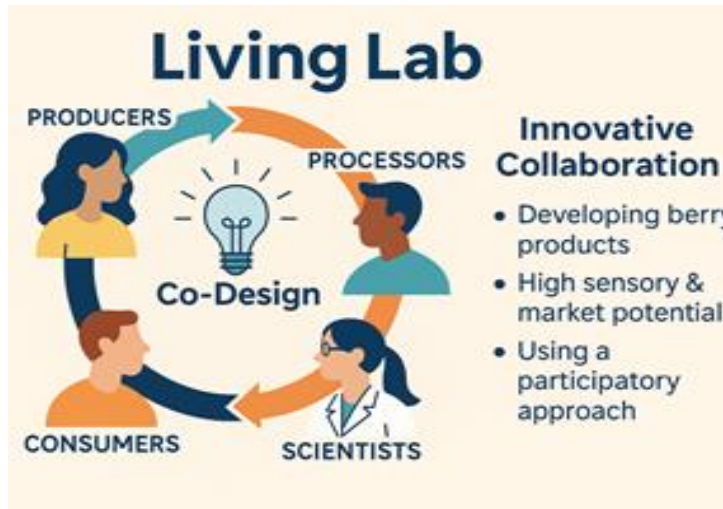 Living Lab
PRODUCERS
PROCESSORS
Co-Design
CONSUMERS
SCIENTISTS
Innovative
Collaboration
• Developing berry
products
• High sensory &
market potential
• Using a
participatory
approach